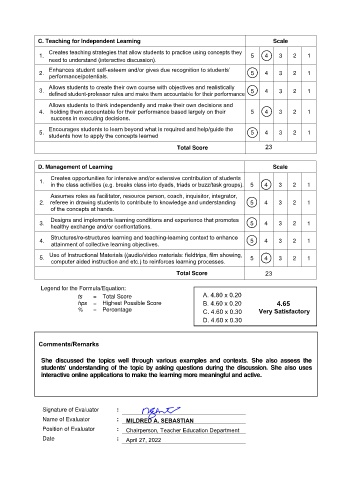 C. Teaching for Independent Learning Scale
1. Creates teaching strategies that allow students to practice using concepts they 5 4 3 2 1
need to understand (interactive discussion).
2. Enhances student self-esteem and/or gives due recognition to students' 5 4 3 2 1
performance/potentials.
3. Allows students to create their own course with objectives and realistically 5 4 3 2 1
defined student-professor rules and make them accountable for their performance
4. Allows students to think independently and make their own decisions and 5 4 3 2 1
holding them accountable for their performance based largely on their
success in executing decisions.
5. Encourages students to learn beyond what is required and help/guide the 5 4 3 2 1
students how to apply the concepts learned
Total Score 23
D. Management of Learning Scale
1. Creates opportunities for intensive and/or extensive contribution of students 5 4 3 2 1
in the class activities (e.g. breaks class into dyads, triads or buzz/task groups).
2. Assumes roles as facilitator, resource person, coach, inquisitor, integrator, 5 4 3 2 1
referee in drawing students to contribute to knowledge and understanding
of the concepts at hands.
3. Designs and implements learning conditions and experience that promotes 5 4 3 2 1
healthy exchange and/or confrontations.
4. Structures/re-structures learning and teaching-learning context to enhance 5 4 3 2 1
attainment of collective learning objectives.
5. Use of Instructional Materials ((audio/video materials: fieldtrips, film showing, 5 4 3 2 1
computer aided instruction and etc.) to reinforces learning processes.
Total Score 23
Legend for the Formula/Equation:
ts = Total Score
hps = Highest Possible Score
% = Percentage
A. 4.80 x 0.20
B. 4.60 x 0.20
C. 4.60 x 0.30
D. 4.60 x 0.30
4.65
Very Satisfactory
Comments/Remarks
She discussed the topics well through various examples and contexts. She also assess the
students' understanding of the topic by asking questions during the discussion. She also uses
interactive online applications to make the learning more meaningful and active.
Signature of Evaluator :
Name of Evaluator : MILDRED A. SEBASTIAN
Position of Evaluator : Chairperson, Teacher Education Department
Date : April 27, 2022